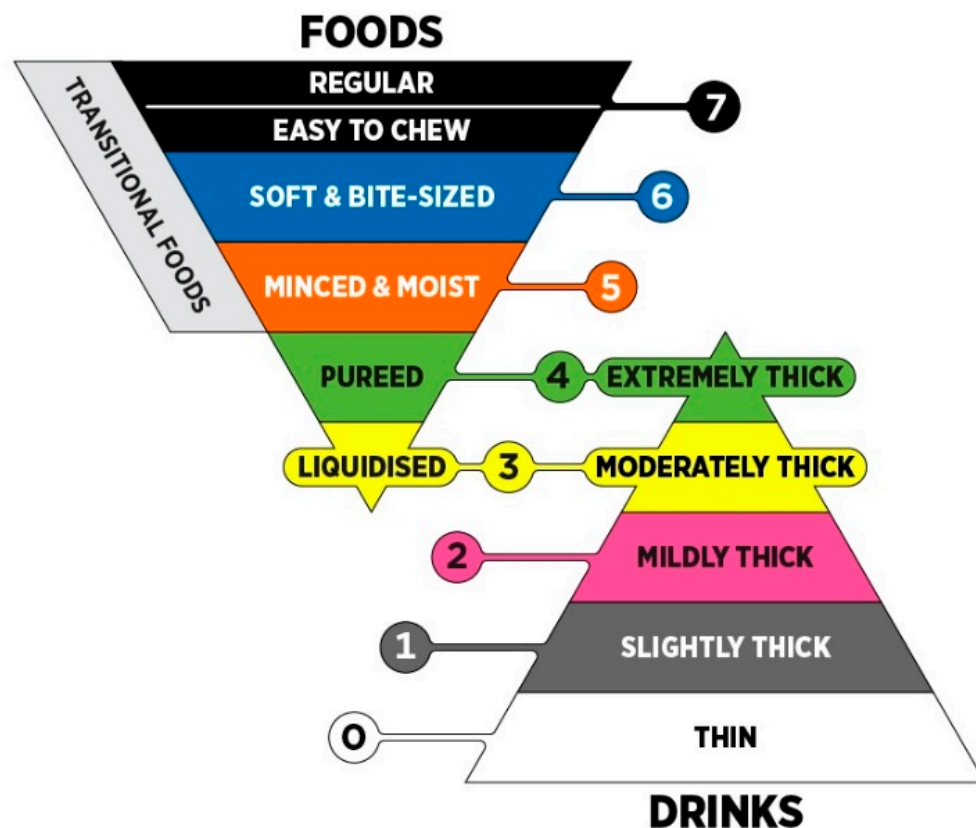 FOODS
TRANSITIONAL FOODS
REGULAR
7
EASY TO CHEW
SOFT & BITE-SIZED
6
MINCED & MOIST
5
PUREED
4
EXTREMELY THICK
LIQUIDISED
3
MODERATELY THICK
2
MILDLY THICK
1
SLIGHTLY THICK
0
THIN
DRINKS